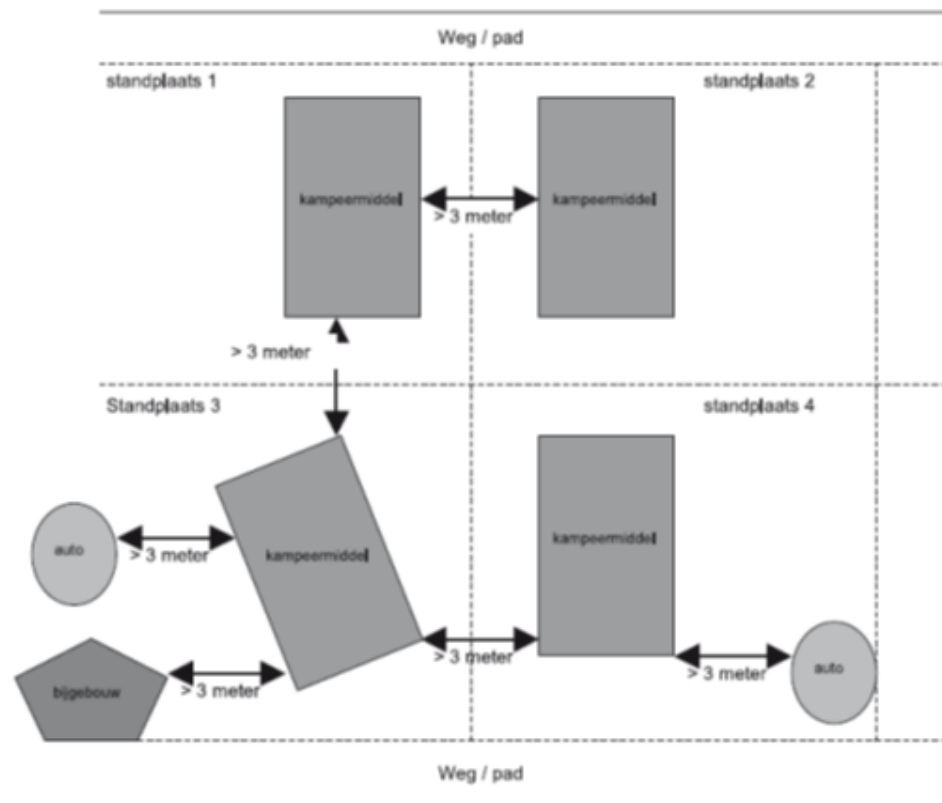 Weg / pad
standplaats 1
standplaats 2
kampeermiddel
kampeermiddel
> 3 meter
> 3 meter
Standplaats 3
standplaats 4
auto
> 3 meter
kampeermiddel
kampeermiddel
> 3 meter
bijgebouw
> 3 meter
auto
> 3 meter
Weg / pad